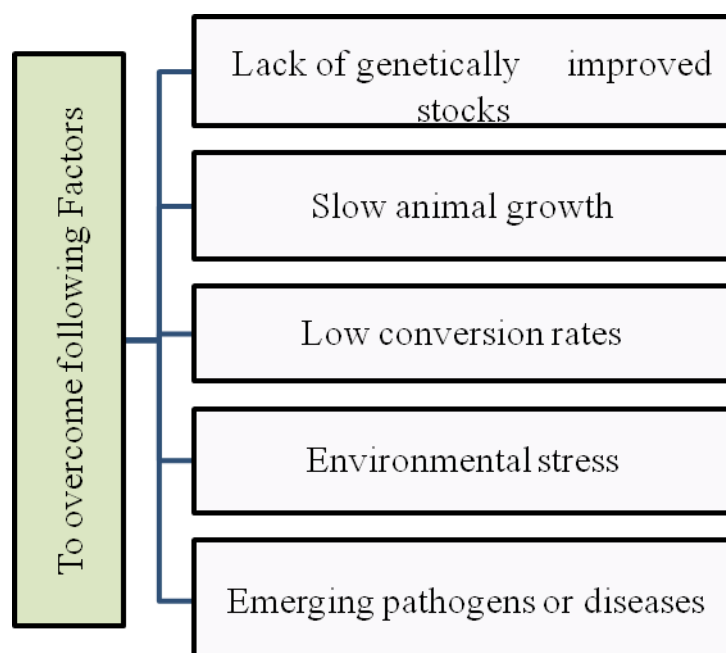 To overcome following Factors
Lack of genetically improved
stocks
Slow animal growth
Low conversion rates
Environmental stress
Emerging pathogens or diseases